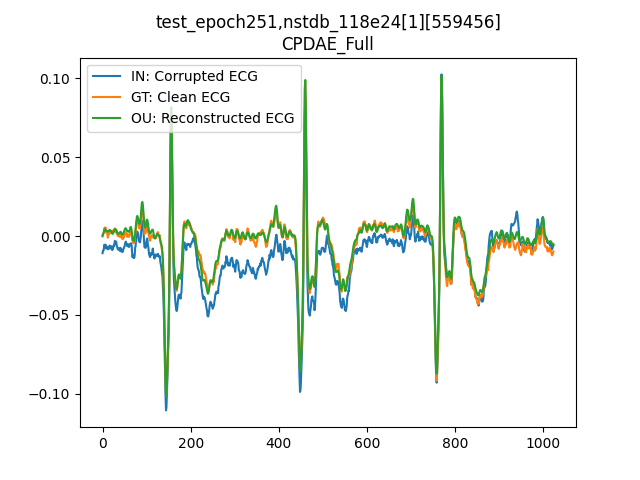 test_epoch251,nstdb_118e24[1][559456]
CPDAE_Full
IN: Corrupted ECG
GT: Clean ECG
OU: Reconstructed ECG
0.10
0.05
0.00
−0.05
−0.10
0 200 400 600 800 1000